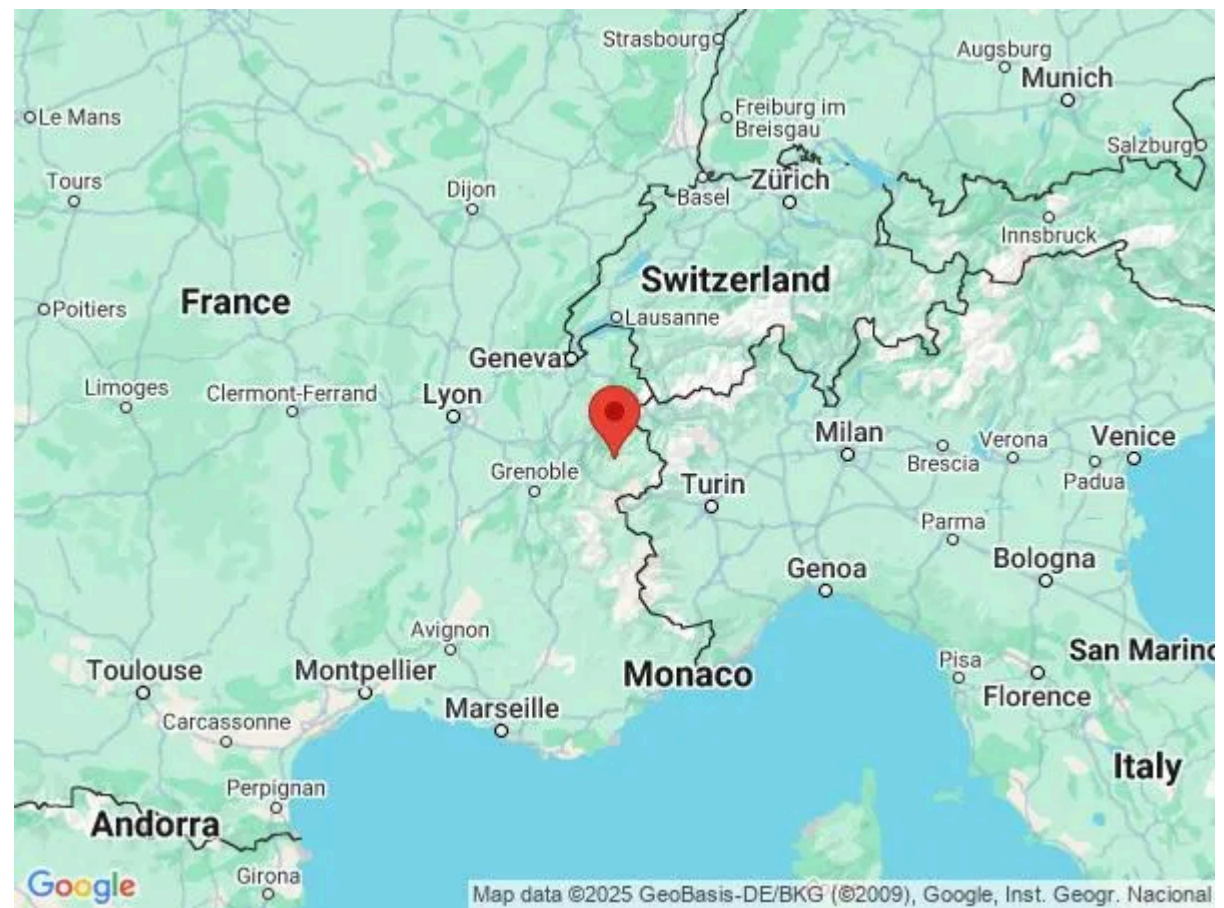 Strasbourg
Augsburg
Munich
Le Mans
Freiburg im
Breisgau
Salzburg
Tours
Dijon
Basel
Zürich
Innsbruck
Switzerland
France
Poitiers
Lausanne
Geneva
Limoges
Clermont-Ferrand
Lyon
Milan
Verona
Venice
Brescia
Padua
Grenoble
Turin
Parma
Bologna
Genoa
Avignon
San Marino
Toulouse
Montpellier
Monaco
Pisa
Florence
Marseille
Carcassonne
Italy
Perpignan
Andorra
Girona
Google
Map data ©2025 GeoBasis-DE/BKG (©2009), Google, Inst. Geogr. Nacional